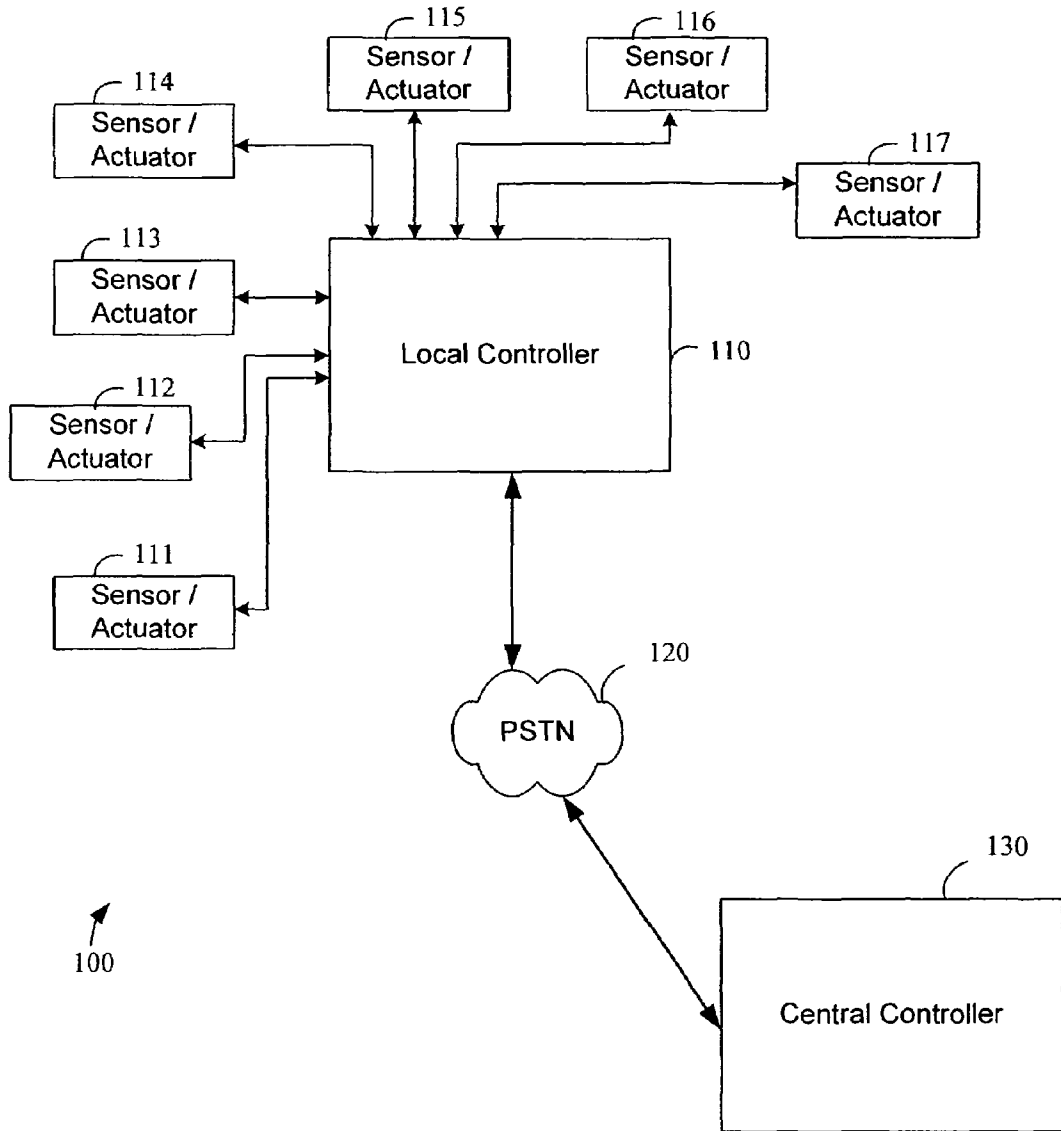 115
116
Sensor /
Actuator
Sensor /
Actuator
114
Sensor /
Actuator
117
Sensor /
Actuator
113
Sensor /
Actuator
Local Controller
110
112
Sensor /
Actuator
111
Sensor /
Actuator
120
PSTN
130
Central Controller
100